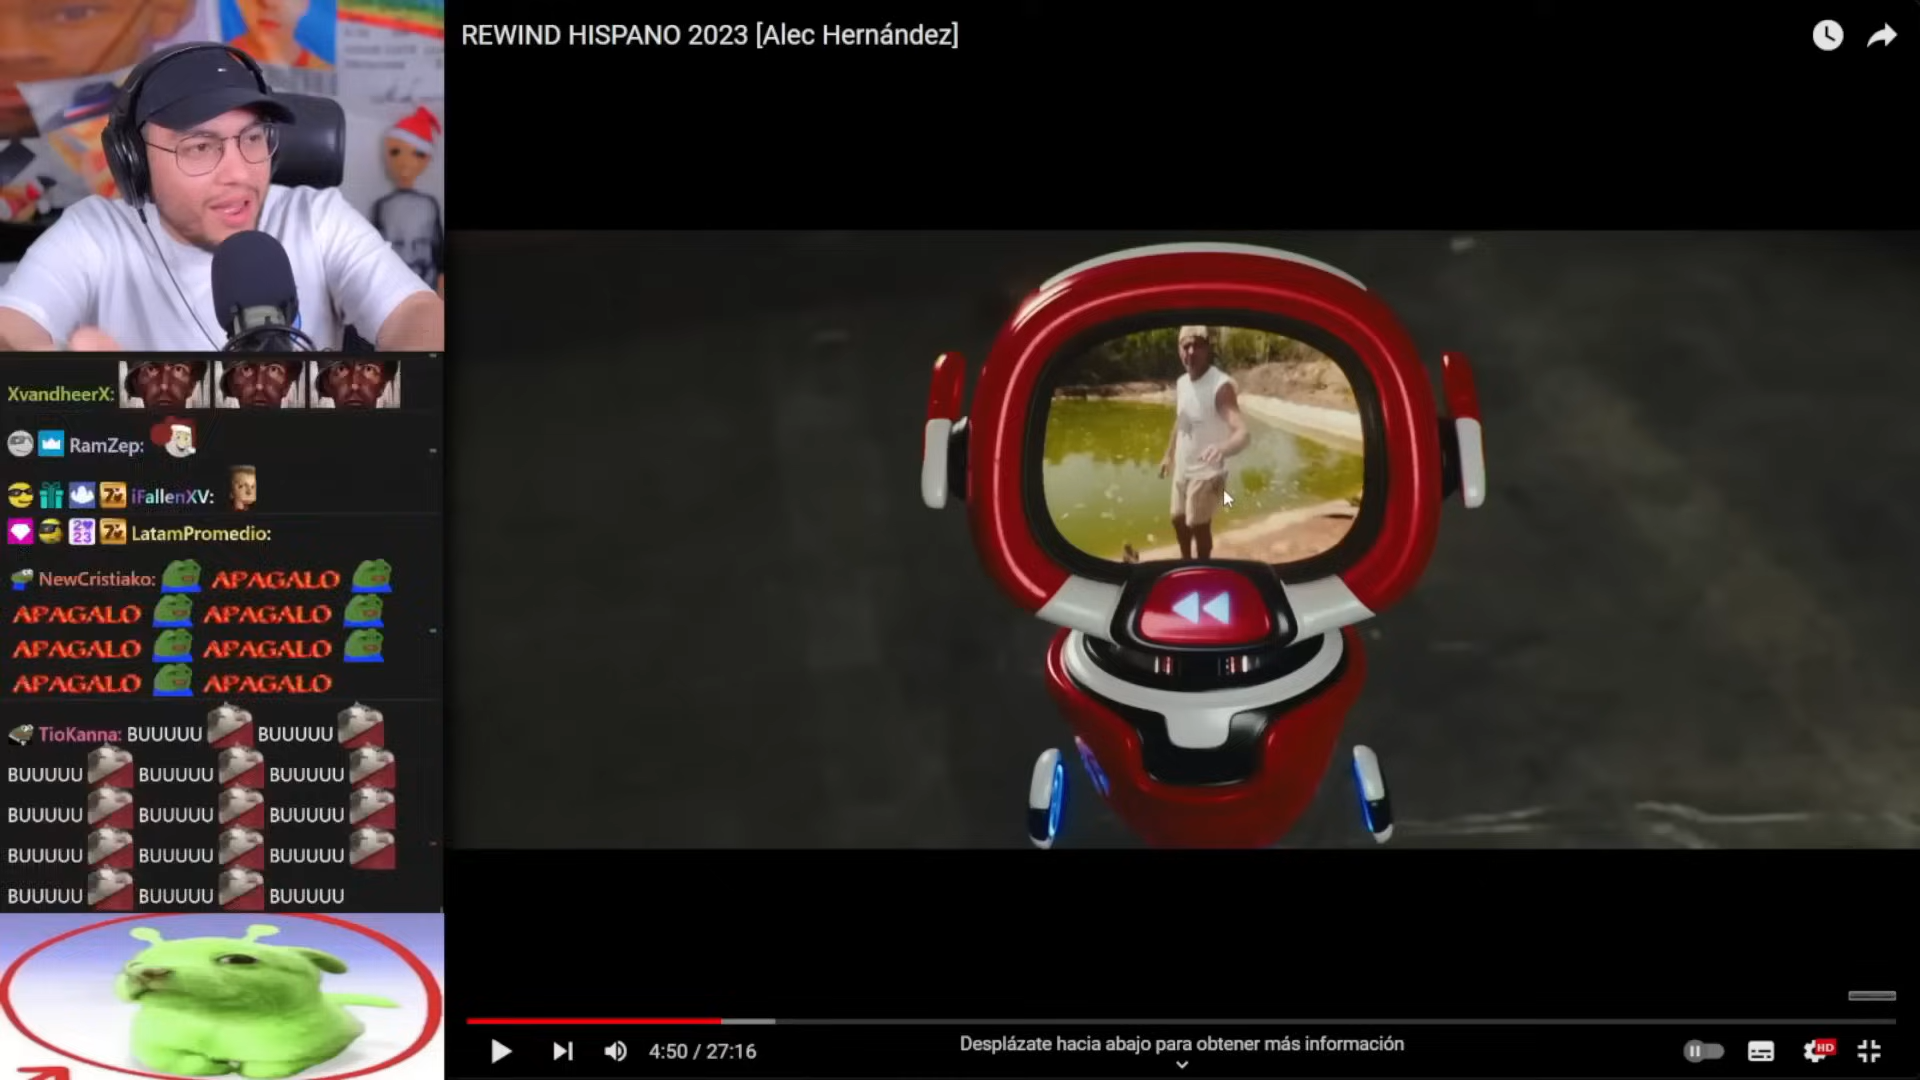 REWIND HISPANO 2023 [Alec Hernández]
XvandheerX:
RamZep:
iFallenXV:
LatamPromedio:
NewCristiako: APAGALO
APAGALO APAGALO
APAGALO APAGALO
APAGALO APAGALO
TioKanna: BUUUUU BUUUUU
BUUUUU BUUUUU BUUUUU
BUUUUU BUUUUU BUUUUU
BUUUUU BUUUUU BUUUUU
BUUUUU BUUUUU BUUUUU
4:50 / 27:16
Desplázate hacia abajo para obtener más información
HD